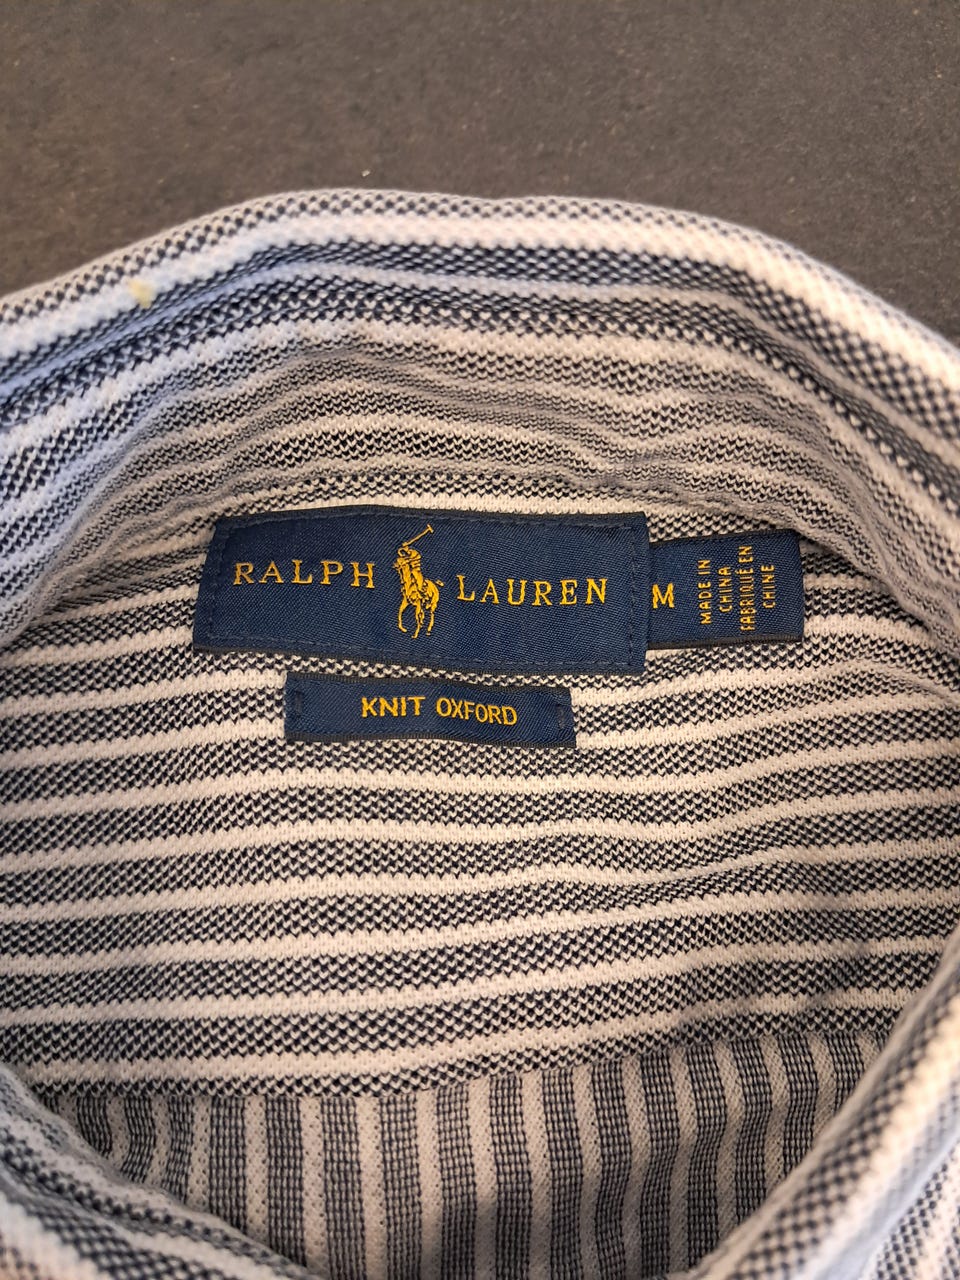 RALPH LAUREN
M
MADE IN
CHINA
FABRIQUÉ EN
CHINE
KNIT OXFORD